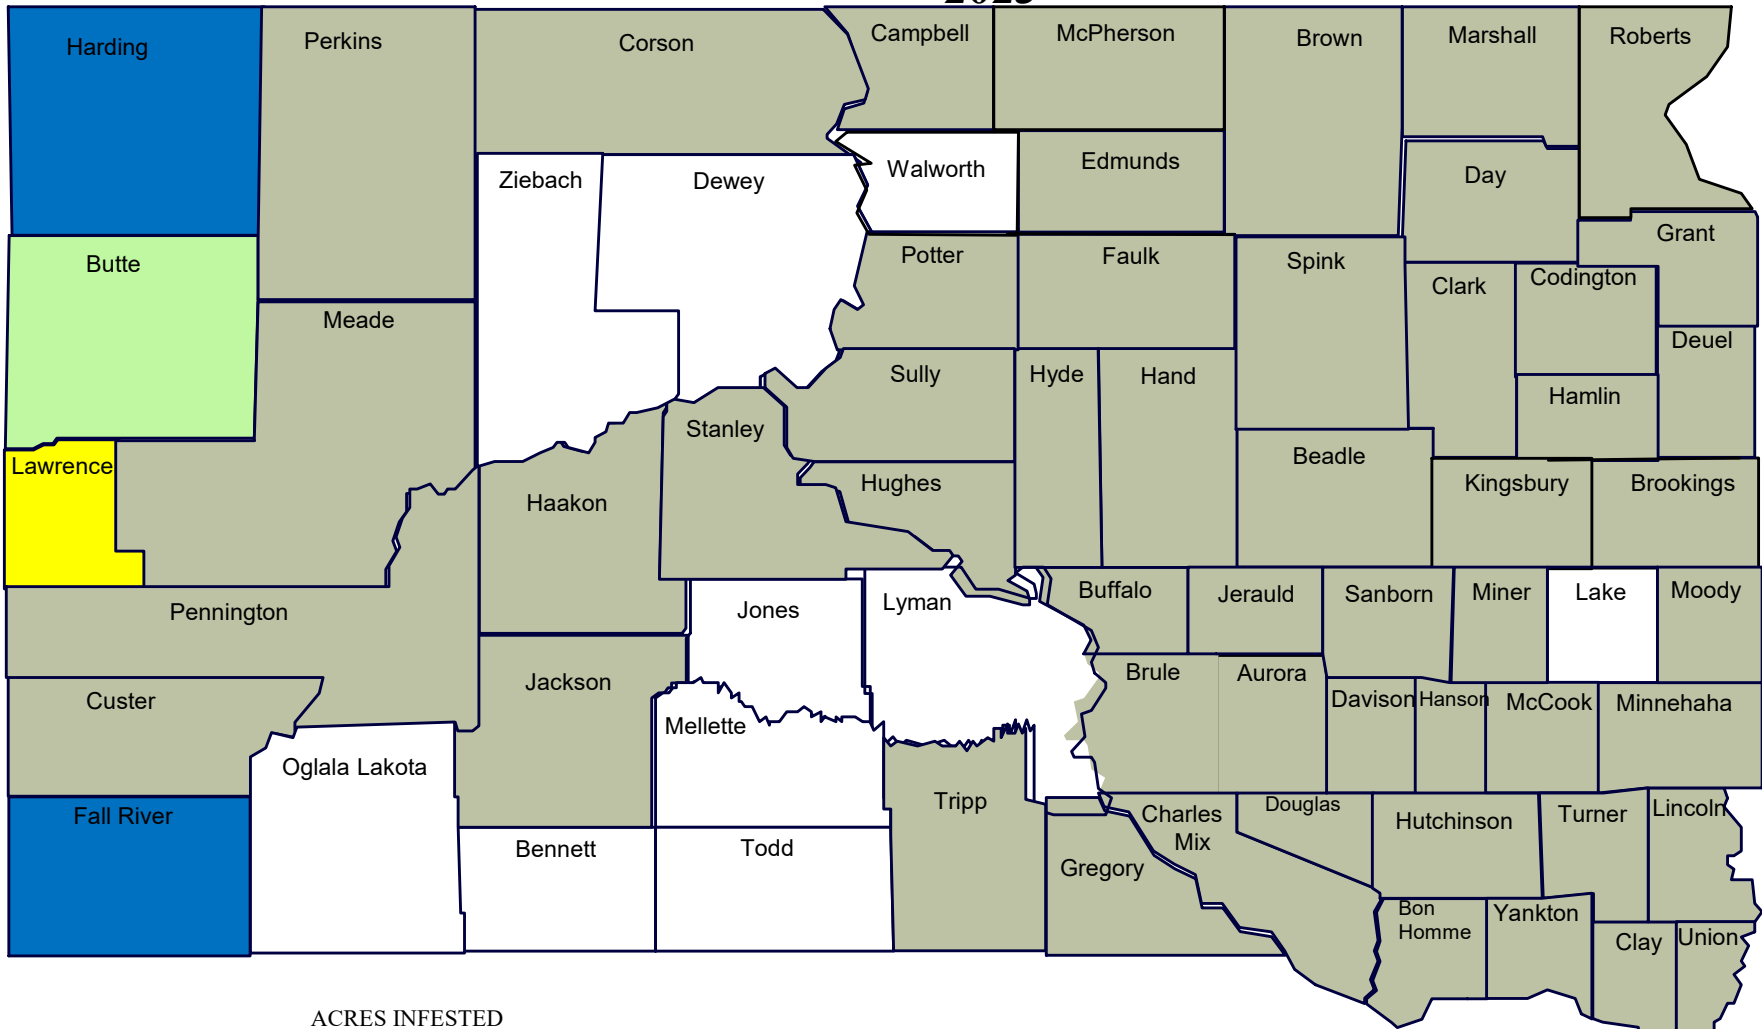 Harding
Perkins
Corson
Campbell
McPherson
Brown
Marshall
Roberts
Ziebach
Dewey
Walworth
Edmunds
Day
Grant
Butte
Potter
Faulk
Spink
Clark
Codington
Meade
Deuel
Sully
Hyde
Hand
Hamlin
Stanley
Lawrence
Beadle
Haakon
Hughes
Kingsbury
Brookings
Pennington
Jones
Lyman
Buffalo
Jerauld
Sanborn
Miner
Lake
Moody
Custer
Jackson
Brule
Aurora
Davison
Hanson
McCook
Minnehaha
Mellette
Oglala Lakota
Fall River
Tripp
Charles
Mix
Douglas
Hutchinson
Turner
Lincoln
Bennett
Todd
Gregory
Bon
Homme
Yankton
Clay
Union
ACRES INFESTED